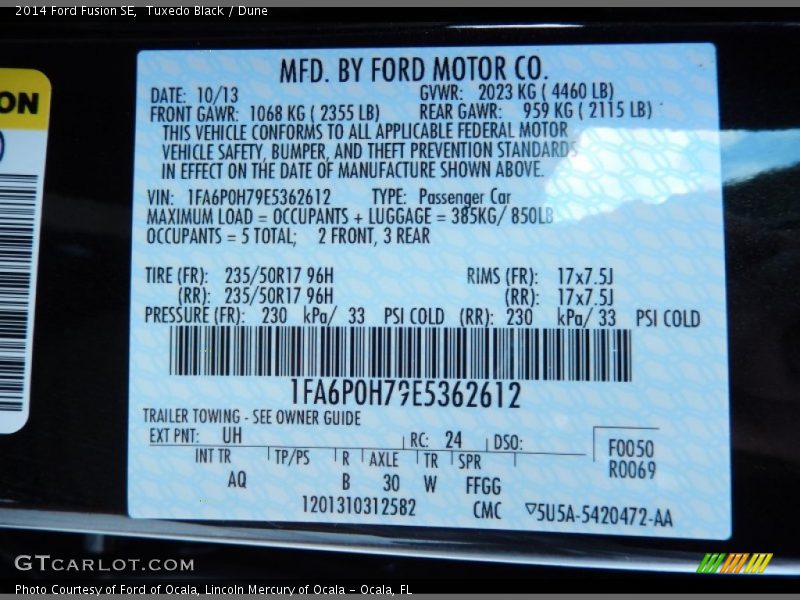 2014 Ford Fusion SE,  Tuxedo Black / Dune
ON
MFD. BY FORD MOTOR CO.
DATE: 10/13 GVWR: 2023 KG ( 4460 LB)
FRONT GAWR: 1068 KG ( 2355 LB) REAR GAWR: 959 KG ( 2115 LB)
THIS VEHICLE CONFORMS TO ALL APPLICABLE FEDERAL MOTOR
VEHICLE SAFETY, BUMPER, AND THEFT PREVENTION STANDARDS
IN EFFECT ON THE DATE OF MANUFACTURE SHOWN ABOVE.
VIN: 1FA6P0H79E5362612 TYPE: Passenger Car
MAXIMUM LOAD = OCCUPANTS + LUGGAGE = 385KG/ 850LB
OCCUPANTS = 5 TOTAL; 2 FRONT, 3 REAR
TIRE (FR): 235/50R17 96H RIMS (FR): 17x7.5J
(RR): 235/50R17 96H (RR): 17x7.5J
PRESSURE (FR): 230 kPa/ 33 PSI COLD (RR): 230 kPa/ 33 PSI COLD
1FA6P0H79E5362612
TRAILER TOWING - SEE OWNER GUIDE
EXT PNT: UH RC: 24 DSO: F0050
INT TR TP/PS R AXLE TR SPR R0069
AQ B 30 W FFGG
1201310312582 CMC ▽5U5A-5420472-AA
GTCARLOT.COM
Photo Courtesy of Ford of Ocala, Lincoln Mercury of Ocala – Ocala, FL